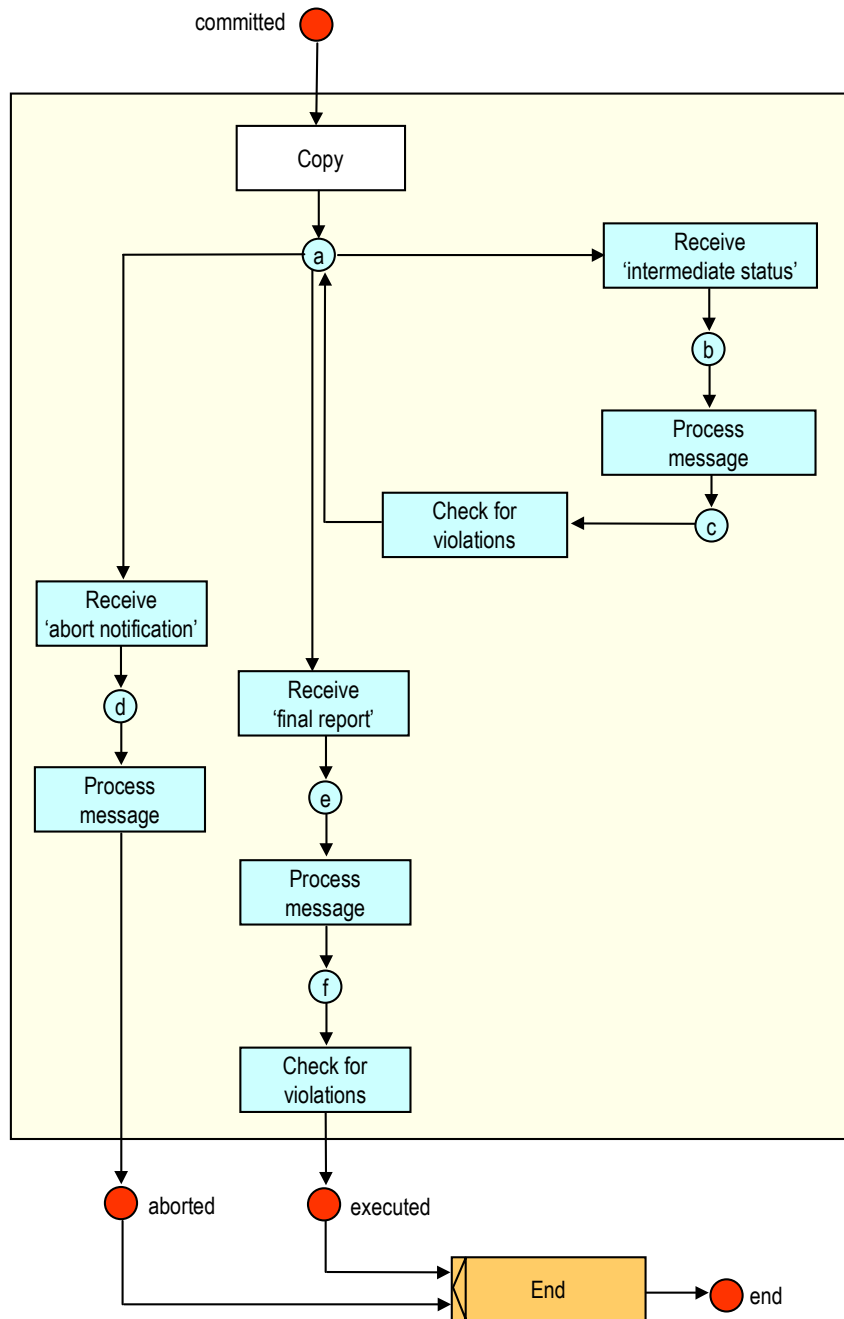 committed
Copy
a
Receive
‘intermediate status’
b
Process
message
c
Check for
violations
Receive
‘abort notification’
d
Process
message
Receive
‘final report’
e
Process
message
f
Check for
violations
aborted
executed
End
end